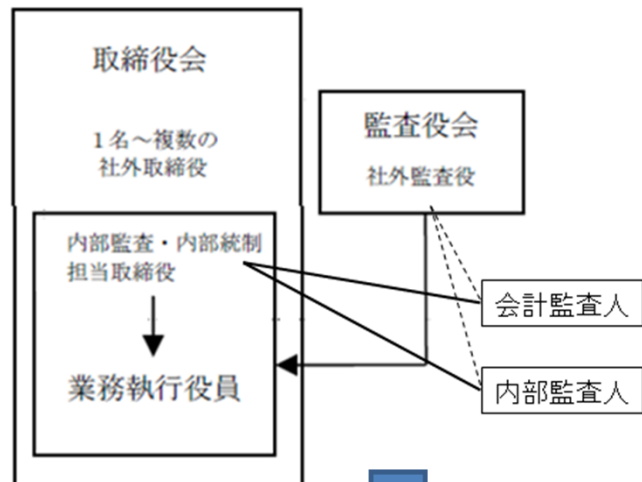 取締役会
1名～複数の
社外取締役
内部監査・内部統制
担当取締役
業務執行役員
監査役会
社外監査役
会計監査人
内部監査人